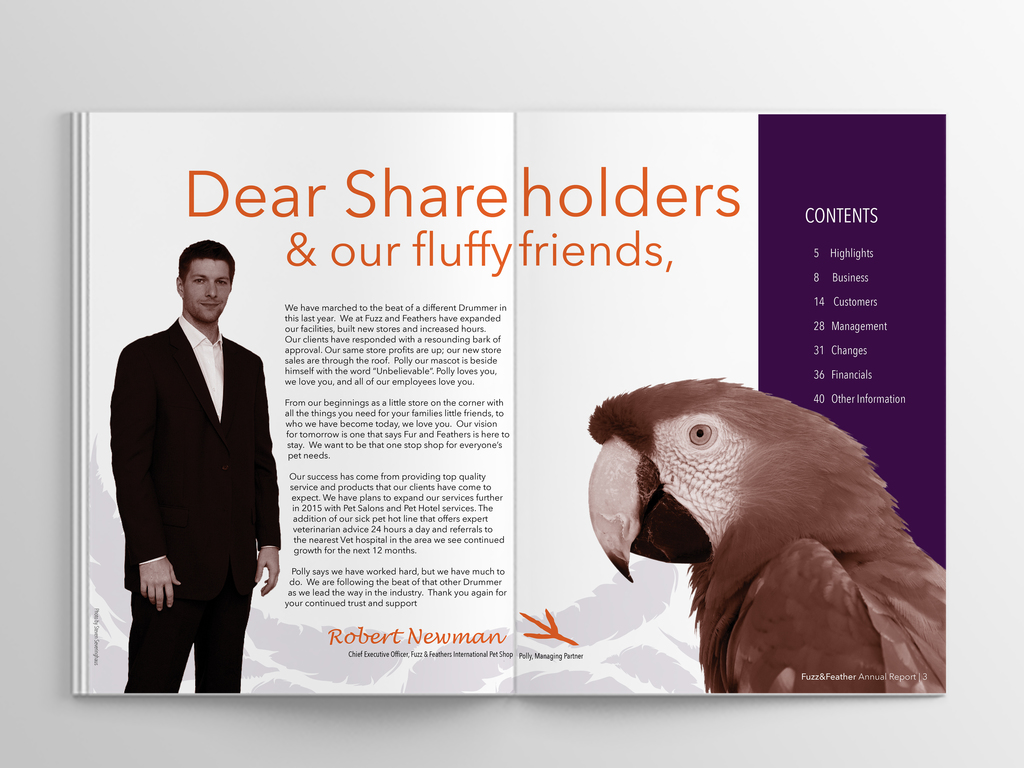 Dear Shareholders
& our fluffy friends,
We have marched to the beat of a different Drummer in
this last year. We at Fuzz and Feathers have expanded
our facilities, built new stores and increased hours.
Our clients have responded with a resounding bark of
approval. Our same store profits are up; our new store
sales are through the roof. Polly our mascot is beside
himself with the word "Unbelievable". Polly loves you,
we love you, and all of our employees love you.
From our beginnings as a little store on the corner with
all the things you need for your families little friends, to
who we have become today, we love you. Our vision
for tomorrow is one that says Fur and Feathers is here to
stay. We want to be that one stop shop for everyone's
pet needs.
Our success has come from providing top quality
service and products that our clients have come to
expect. We have plans to expand our services further
in 2015 with Pet Salons and Pet Hotel services. The
addition of our sick pet hot line that offers expert
veterinarian advice 24 hours a day and referrals to
the nearest Vet hospital in the area we see continued
growth for the next 12 months.
Polly says we have worked hard, but we have much to
do. We are following the beat of that other Drummer
as we lead the way in the industry. Thank you again for
your continued trust and support
Robert Newman
Chief Executive Officer, Fuzz & Feathers International Pet Shop
Polly, Managing Partner
CONTENTS
5 Highlights
8 Business
14 Customers
28 Management
31 Changes
36 Financials
40 Other Information
Fuzz&Feather Annual Report | 3